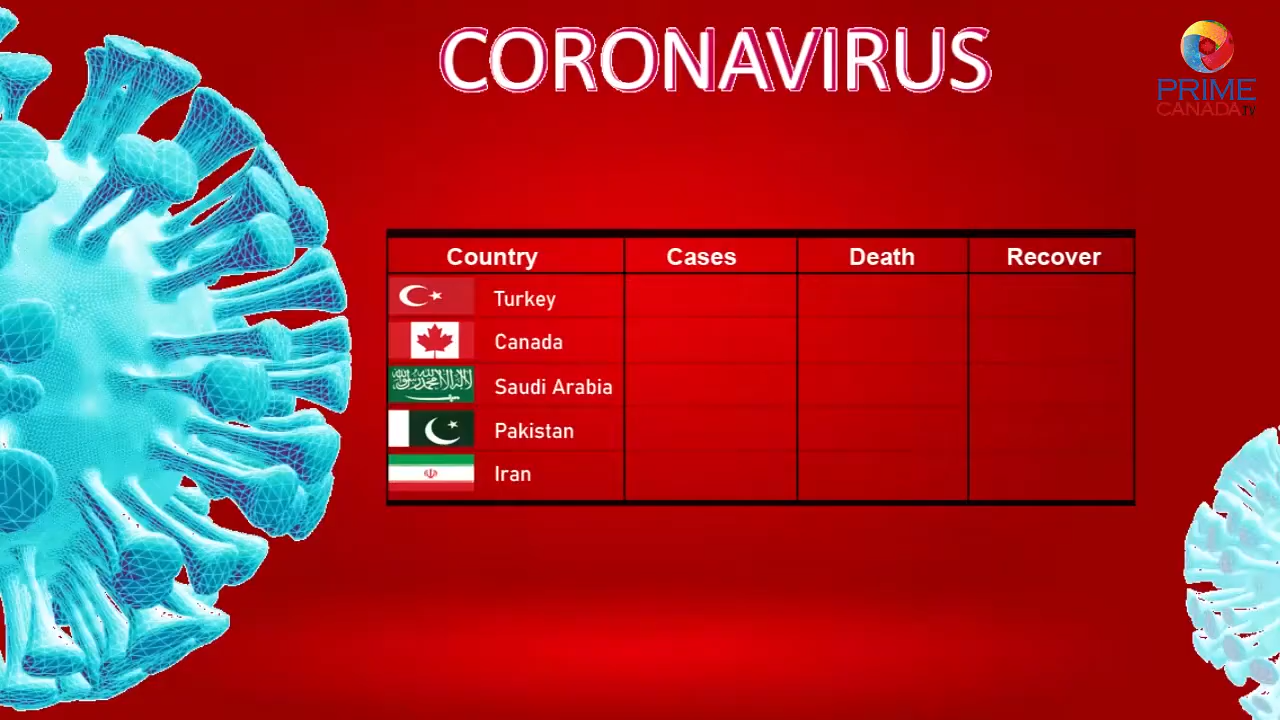 CORONAVIRUS
PRIME
CANADA TV
Country Cases Death Recover
Turkey
Canada
Saudi Arabia
Pakistan
Iran